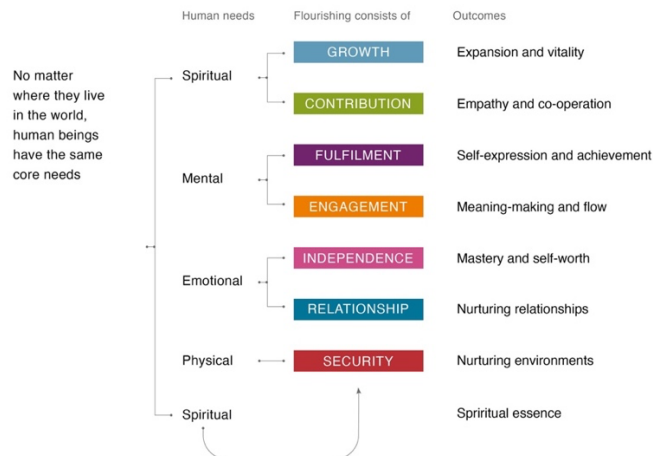 Human needs
Flourishing consists of
Outcomes
No matter
where they live
in the world,
human beings
have the same
core needs
Spiritual
GROWTH
Expansion and vitality
CONTRIBUTION
Empathy and co-operation
Mental
FULFILMENT
Self-expression and achievement
ENGAGEMENT
Meaning-making and flow
Emotional
INDEPENDENCE
Mastery and self-worth
RELATIONSHIP
Nurturing relationships
Physical
SECURITY
Nurturing environments
Spiritual
Spriritual essence